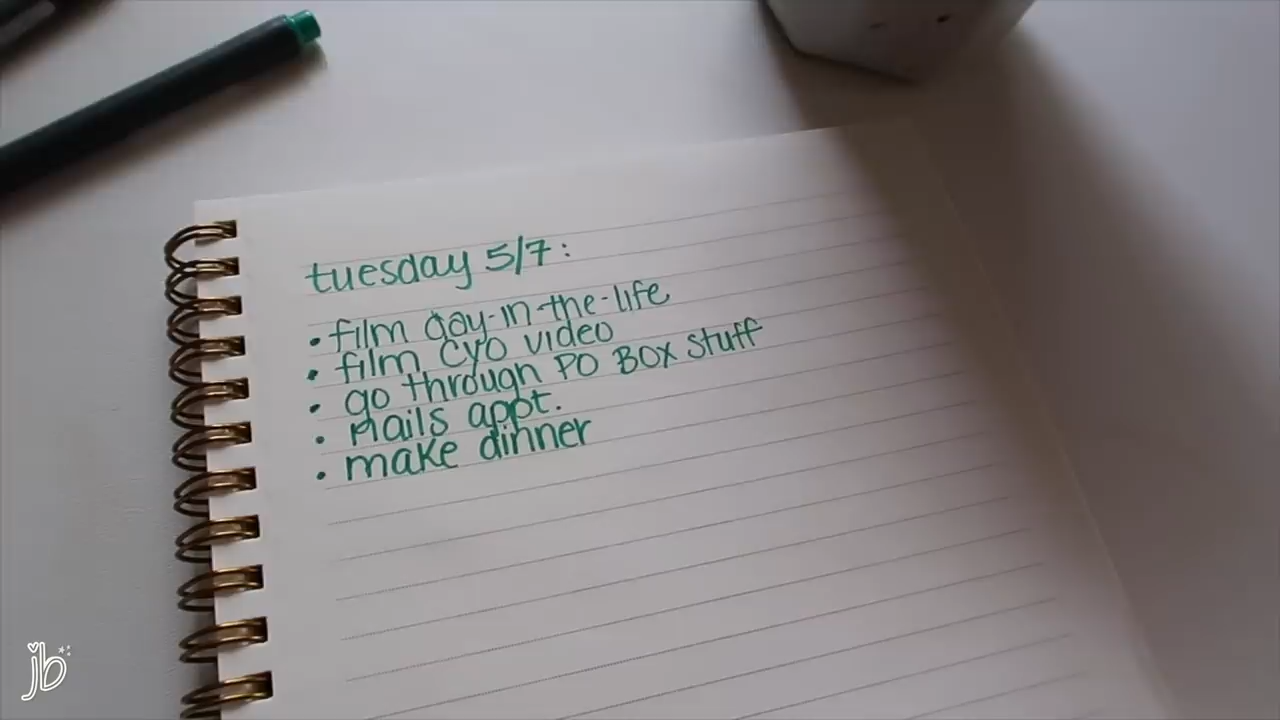 tuesday 5/7:
• film day-in-the-life
• film CYO video
• go through PO BOX stuff
• nails appt.
• make dinner
jb